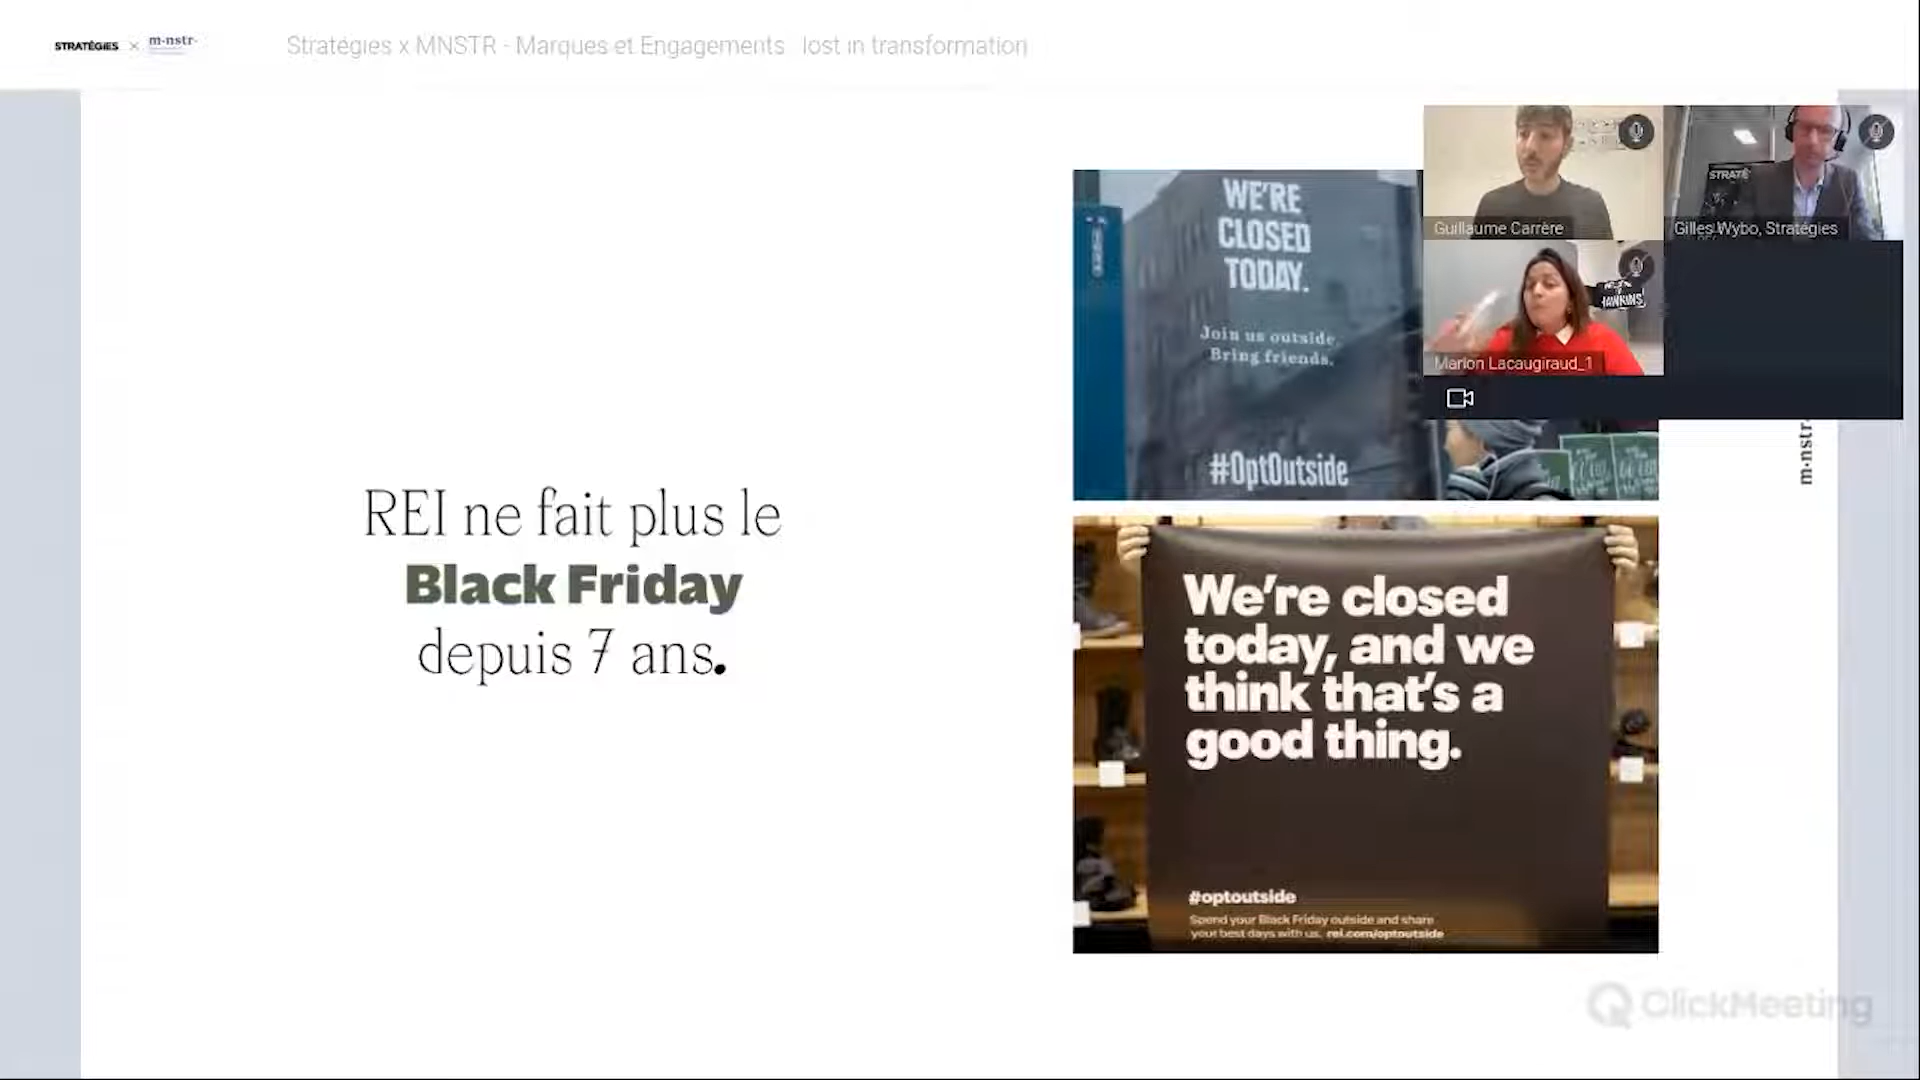 STRATÉGIES × m·nstr·
Stratégies x MNSTR - Marques et Engagements lost in transformation
Guillaume Carrère
Gilles Wybo, Stratégies
STRATÉ
HAWKINS
Marion Lacaugiraud_1
WE'RE
CLOSED
TODAY.
Join us outside.
Bring friends.
#OptOutside
m·nstr·
REI ne fait plus le
Black Friday
depuis 7 ans.
We're closed
today, and we
think that's a
good thing.
#optoutside
Spend your Black Friday outside and share
your best days with us. rei.com/optoutside
ClickMeeting